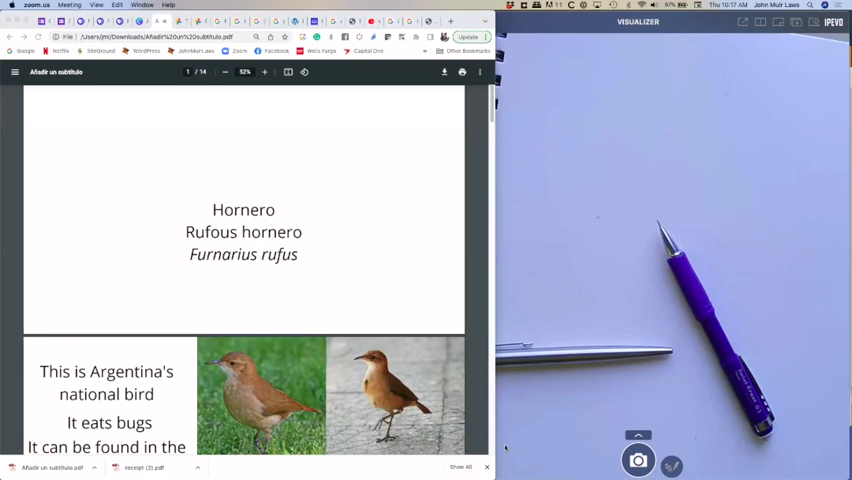 zoom.us Meeting View Edit Window Help
97% Thu 10:17 AM John Muir Laws
File /Users/jml/Downloads/Añadir%20un%20subtítulo.pdf
Update
Google Netflix SiteGround WordPress JohnMuirLaws Zoom Facebook Wells Fargo Capital One Other Bookmarks
Añadir un subtítulo 1 / 14 52%
Hornero
Rufous hornero
Furnarius rufus
This is Argentina's
national bird
It eats bugs
It can be found in the
Añadir un subtítulo.pdf receipt (2).pdf Show All
VISUALIZER IPEVO